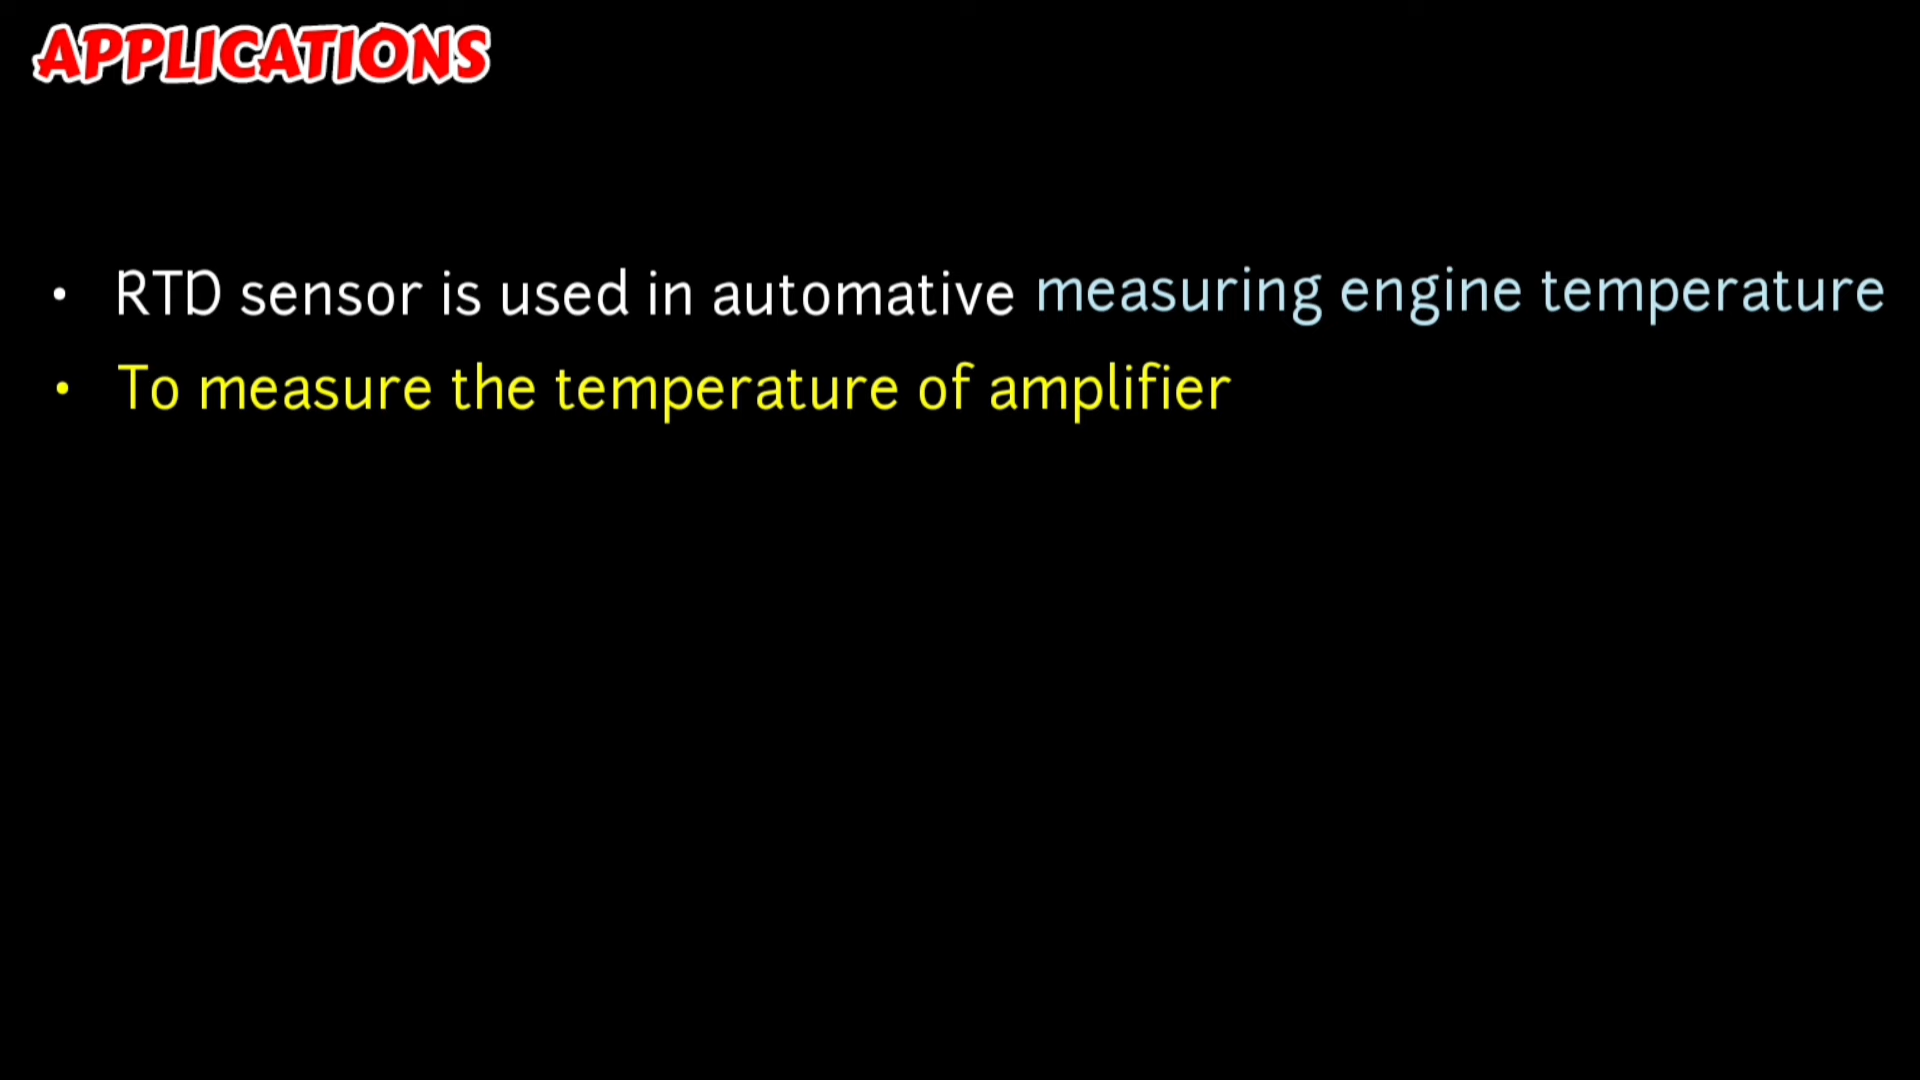 APPLICATIONS
• RTD sensor is used in automative measuring engine temperature
• To measure the temperature of amplifier